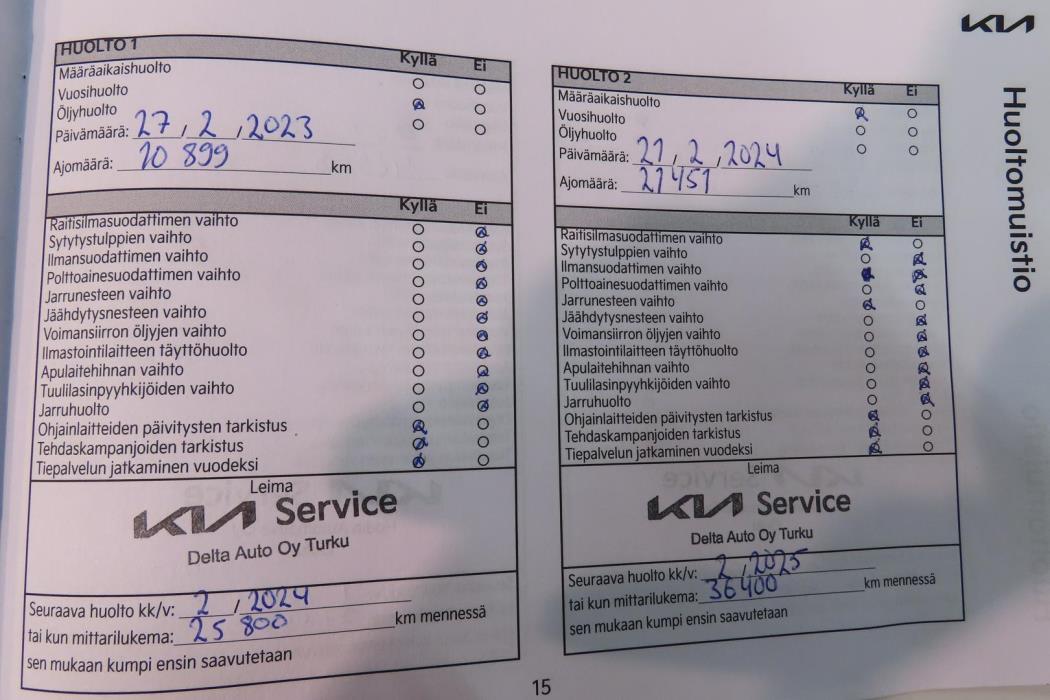 KIA
Huoltomuistio
HUOLTO 1 Kyllä Ei
Määräaikaishuolto
Vuosihuolto
Öljyhuolto
Päivämäärä: 27, 2, 2023
Ajomäärä: 10 899 km
Kyllä Ei
Raitisilmasuodattimen vaihto
Sytytystulppien vaihto
Ilmansuodattimen vaihto
Polttoainesuodattimen vaihto
Jarrunesteen vaihto
Jäähdytysnesteen vaihto
Voimansiirron öljyjen vaihto
Ilmastointilaitteen täyttöhuolto
Apulaitehihnan vaihto
Tuulilasinpyyhkijöiden vaihto
Jarruhuolto
Ohjainlaitteiden päivitysten tarkistus
Tehdaskampanjoiden tarkistus
Tiepalvelun jatkaminen vuodeksi
Leima
KIA Service
Delta Auto Oy Turku
Seuraava huolto kk/v: 2, 2024
tai kun mittarilukema: 25 800 km mennessä
sen mukaan kumpi ensin saavutetaan
HUOLTO 2 Kyllä Ei
Määräaikaishuolto
Vuosihuolto
Öljyhuolto
Päivämäärä: 21, 2, 2024
Ajomäärä: 21451 km
Kyllä Ei
Raitisilmasuodattimen vaihto
Sytytystulppien vaihto
Ilmansuodattimen vaihto
Polttoainesuodattimen vaihto
Jarrunesteen vaihto
Jäähdytysnesteen vaihto
Voimansiirron öljyjen vaihto
Ilmastointilaitteen täyttöhuolto
Apulaitehihnan vaihto
Tuulilasinpyyhkijöiden vaihto
Jarruhuolto
Ohjainlaitteiden päivitysten tarkistus
Tehdaskampanjoiden tarkistus
Tiepalvelun jatkaminen vuodeksi
Leima
KIA Service
Delta Auto Oy Turku
Seuraava huolto kk/v: 2, 2025
tai kun mittarilukema: 36400 km mennessä
sen mukaan kumpi ensin saavutetaan
15